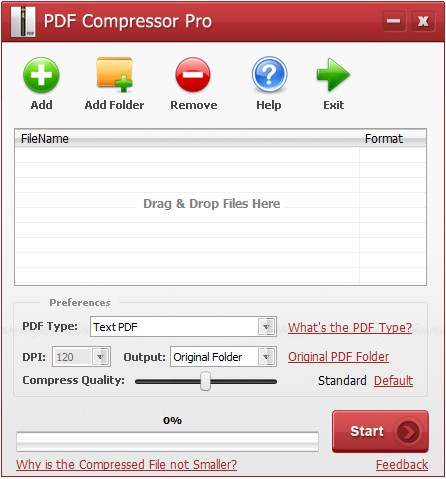 PDF Compressor Pro
PDF
Add
Add Folder
Remove
Help
Exit
FileName Format
Drag & Drop Files Here
Preferences
PDF Type: Text PDF What's the PDF Type?
DPI: 120 Output: Original Folder Original PDF Folder
Compress Quality: Standard Default
0%
Start
Why is the Compressed File not Smaller? Feedback